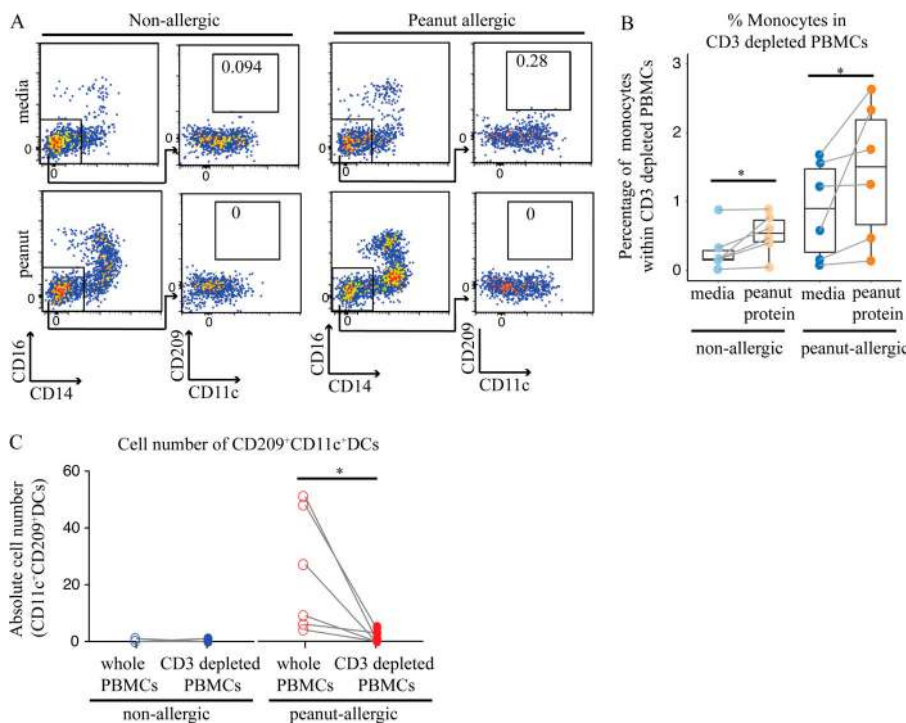 A
Non-allergic
Peanut allergic
media
0.094
0.28
0
0
0
0
0
0
peanut
0
0
0
0
0
0
CD16
CD14
CD209
CD11c
CD16
CD14
CD209
CD11c
B
% Monocytes in
CD3 depleted PBMCs
Percentage of monocytes
within CD3 depleted PBMCs
*
*
2
1
0
media
peanut
protein
media
peanut
protein
non-allergic
peanut-allergic
C
Cell number of CD209⁺CD11c⁺DCs
*
Absolute cell number
(CD11c⁺CD209⁺DCs)
60
40
20
0
whole
PBMCs
CD3 depleted
PBMCs
whole
PBMCs
CD3 depleted
PBMCs
non-allergic
peanut-allergic